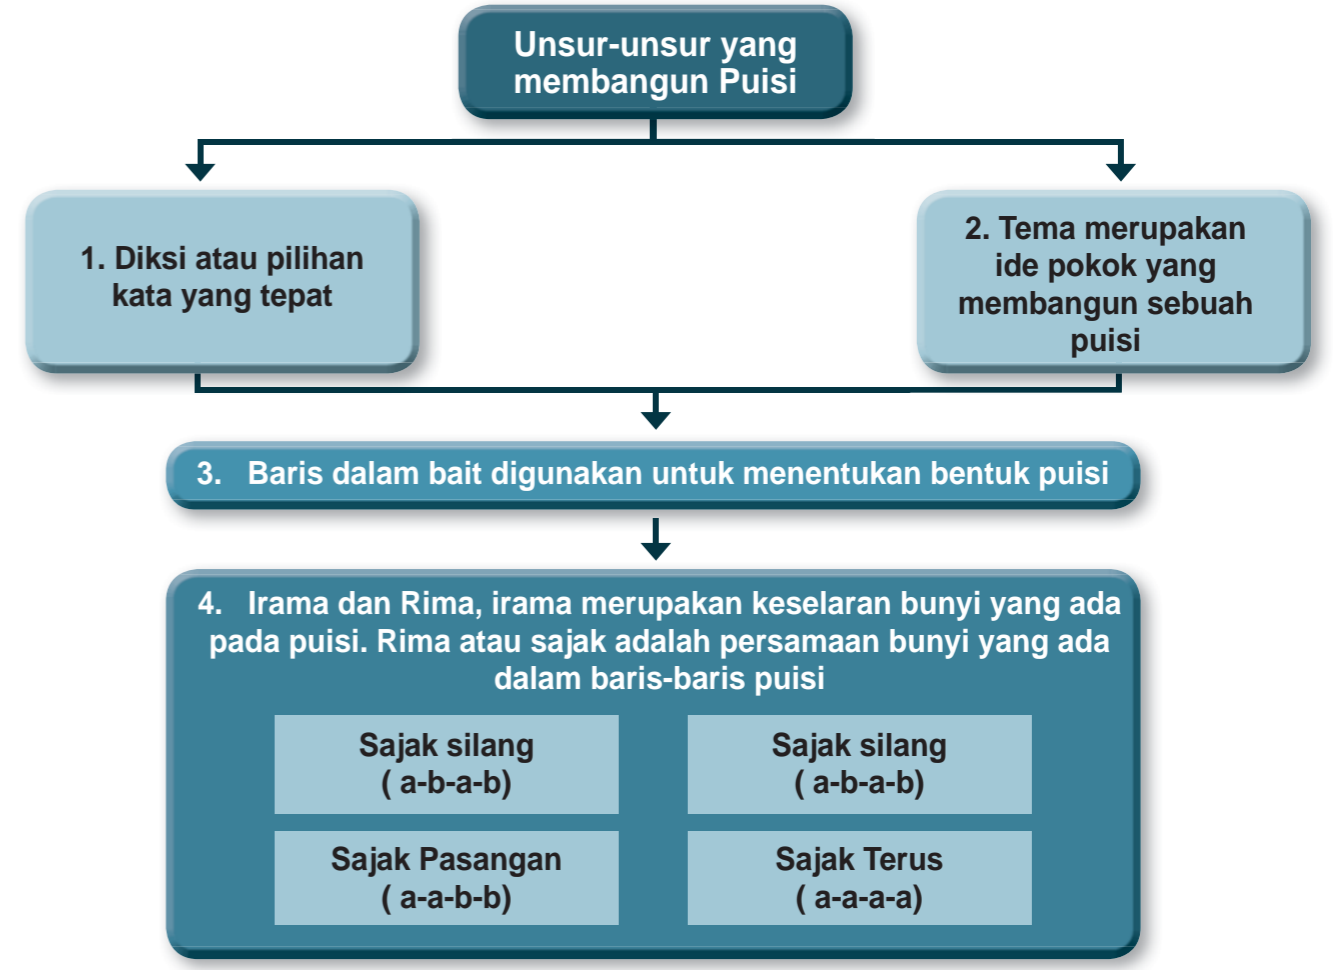 Unsur-unsur yang
membangun Puisi
1. Diksi atau pilihan
kata yang tepat
2. Tema merupakan
ide pokok yang
membangun sebuah
puisi
3. Baris dalam bait digunakan untuk menentukan bentuk puisi
4. Irama dan Rima, irama merupakan keselaran bunyi yang ada
pada puisi. Rima atau sajak adalah persamaan bunyi yang ada
dalam baris-baris puisi
Sajak silang
( a-b-a-b)
Sajak silang
( a-b-a-b)
Sajak Pasangan
( a-a-b-b)
Sajak Terus
( a-a-a-a)